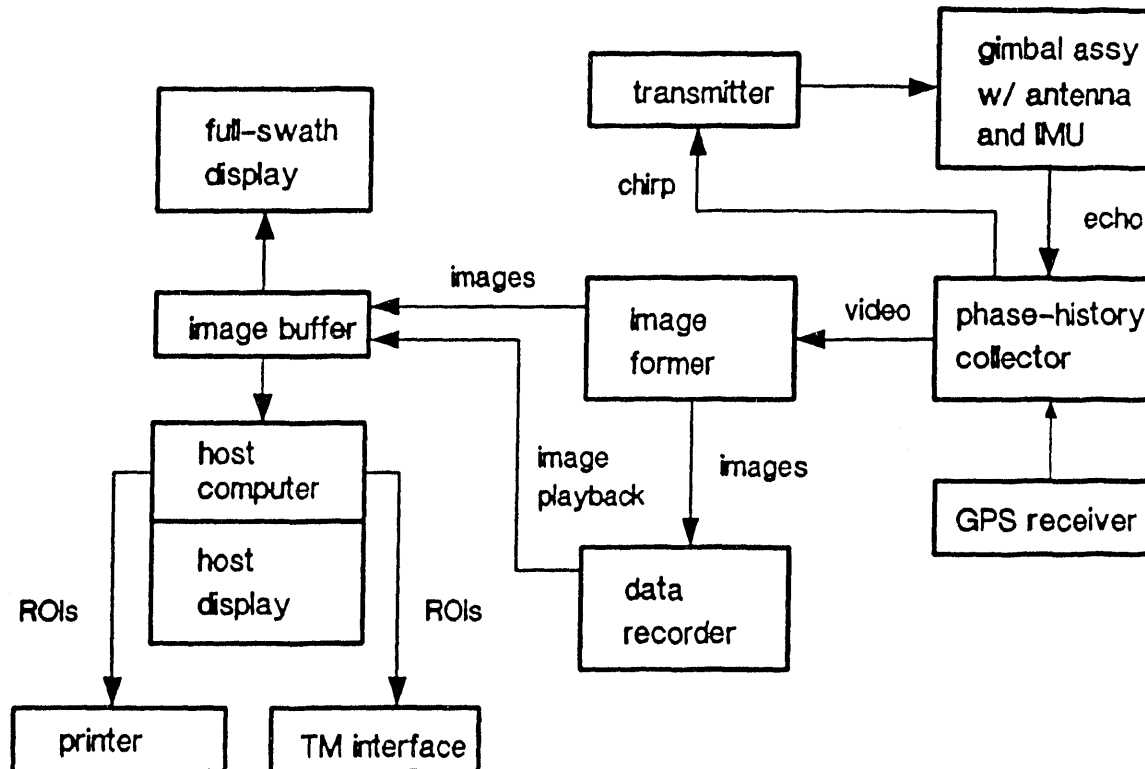 gimbal assy
w/ antenna
and IMU
transmitter
full-swath
display
chirp
echo
images
image buffer
image
former
video
phase-history
collector
host
computer
image
playback
images
GPS receiver
host
display
ROIs
ROIs
data
recorder
printer
TM interface